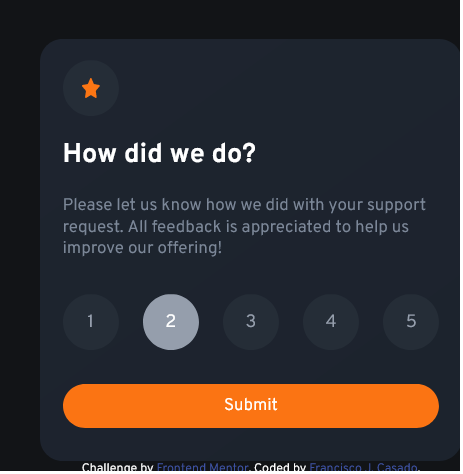 How did we do?
Please let us know how we did with your support
request. All feedback is appreciated to help us
improve our offering!
1 2 3 4 5
Submit
Challenge by Frontend Mentor. Coded by Francisco J. Casado.